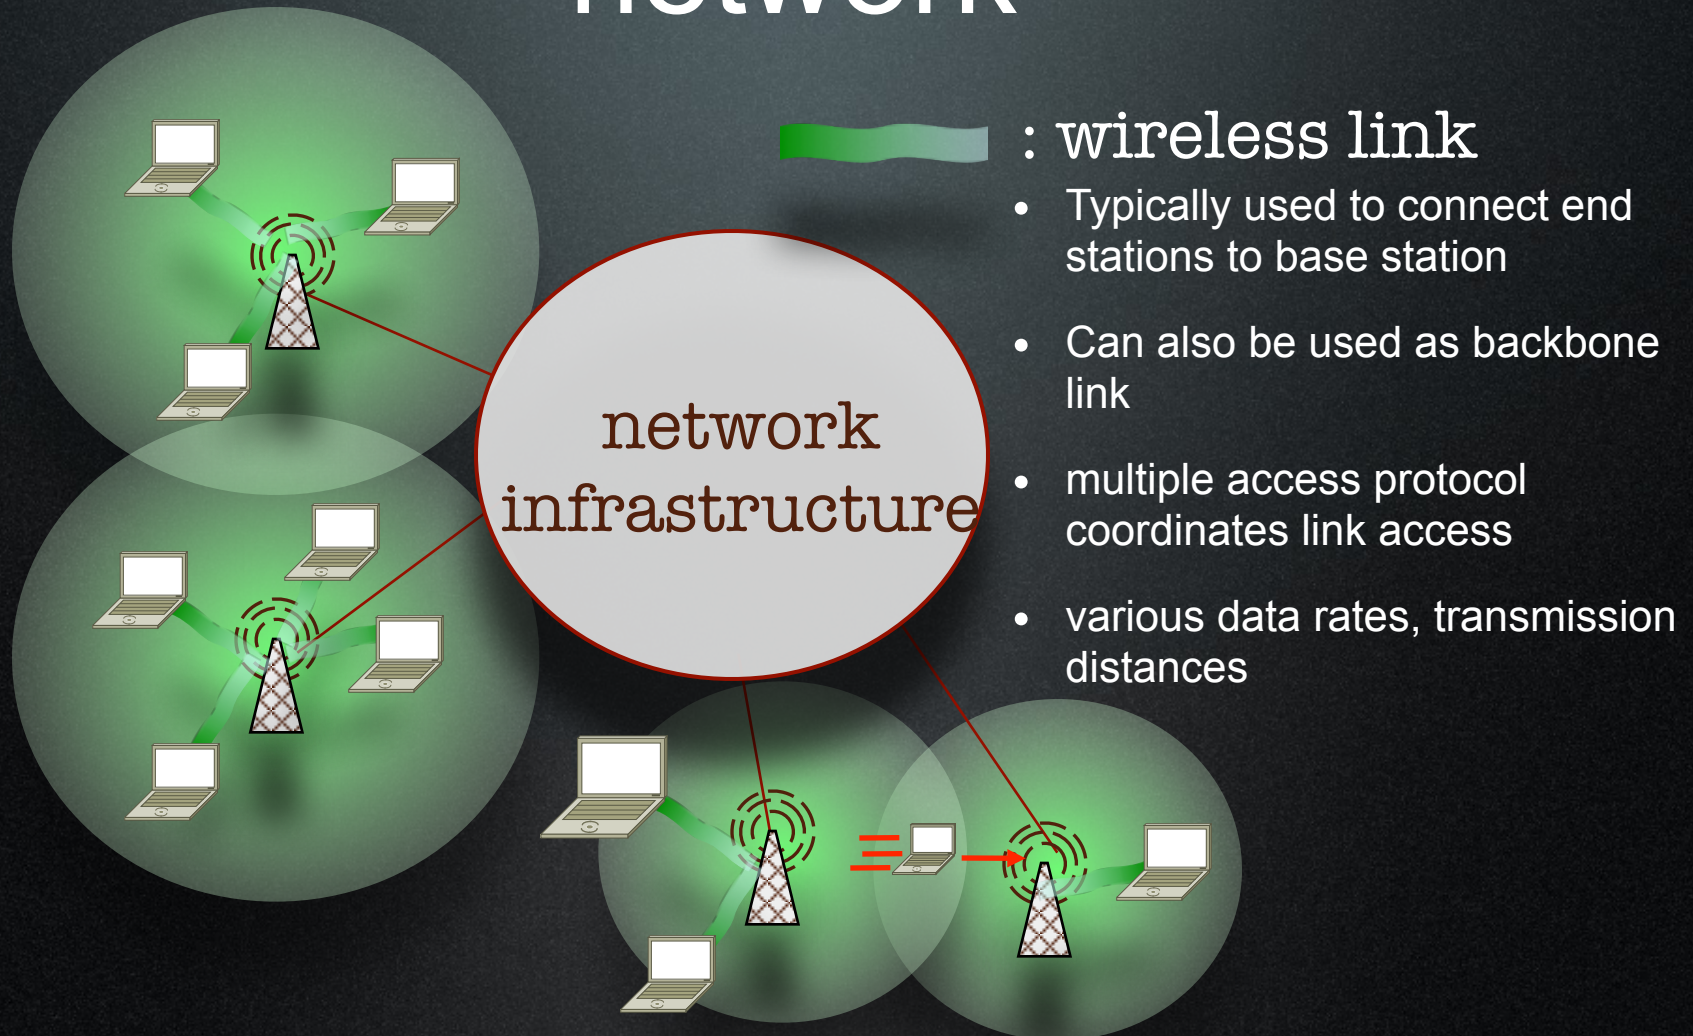 network
: wireless link
• Typically used to connect end
stations to base station
• Can also be used as backbone
link
• multiple access protocol
coordinates link access
• various data rates, transmission
distances
network
infrastructure